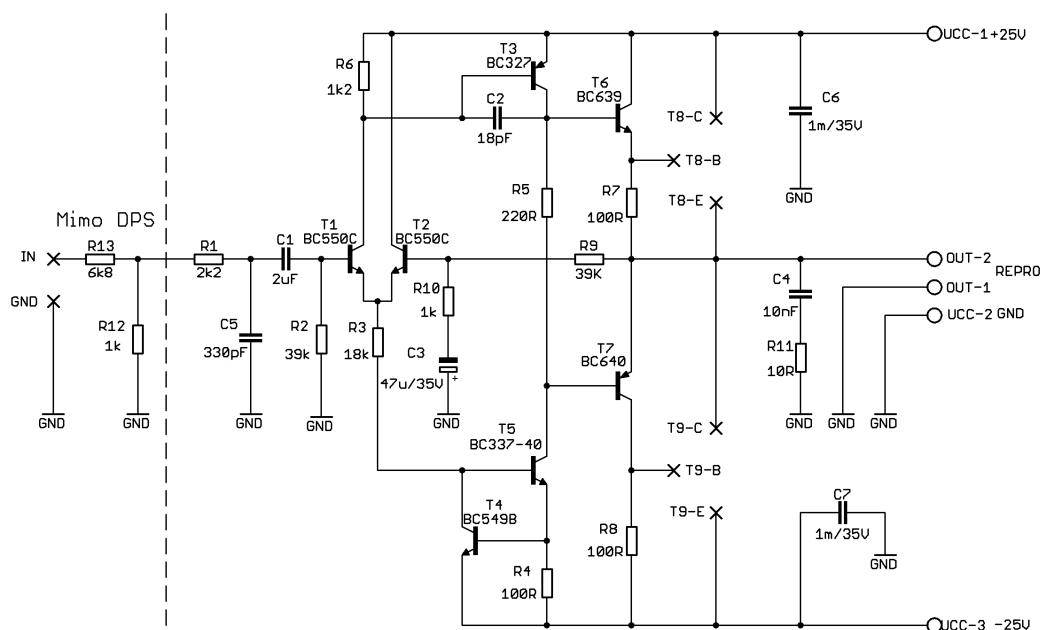 UCC-1+25V
T3
BC327
R6
1k2
T6
BC639
C2
18pF
C6
1m/35V
T8-C
T8-B
GND
R5
220R
R7
100R
T8-E
Mimo DPS
IN
R13
6k8
R1
2k2
C1
2uF
T1
BC550C
T2
BC550C
R9
39K
OUT-2
REPRO
OUT-1
UCC-2 GND
GND
R12
1k
C5
330pF
R2
39k
R3
18k
R10
1k
C3
47u/35V
+
C4
10nF
R11
10R
T7
BC640
GND
GND
GND
GND
GND
GND
GND
GND
T9-C
T5
BC337-40
T9-B
T4
BC549B
T9-E
C7
1m/35V
GND
R8
100R
R4
100R
UCC-3 -25V